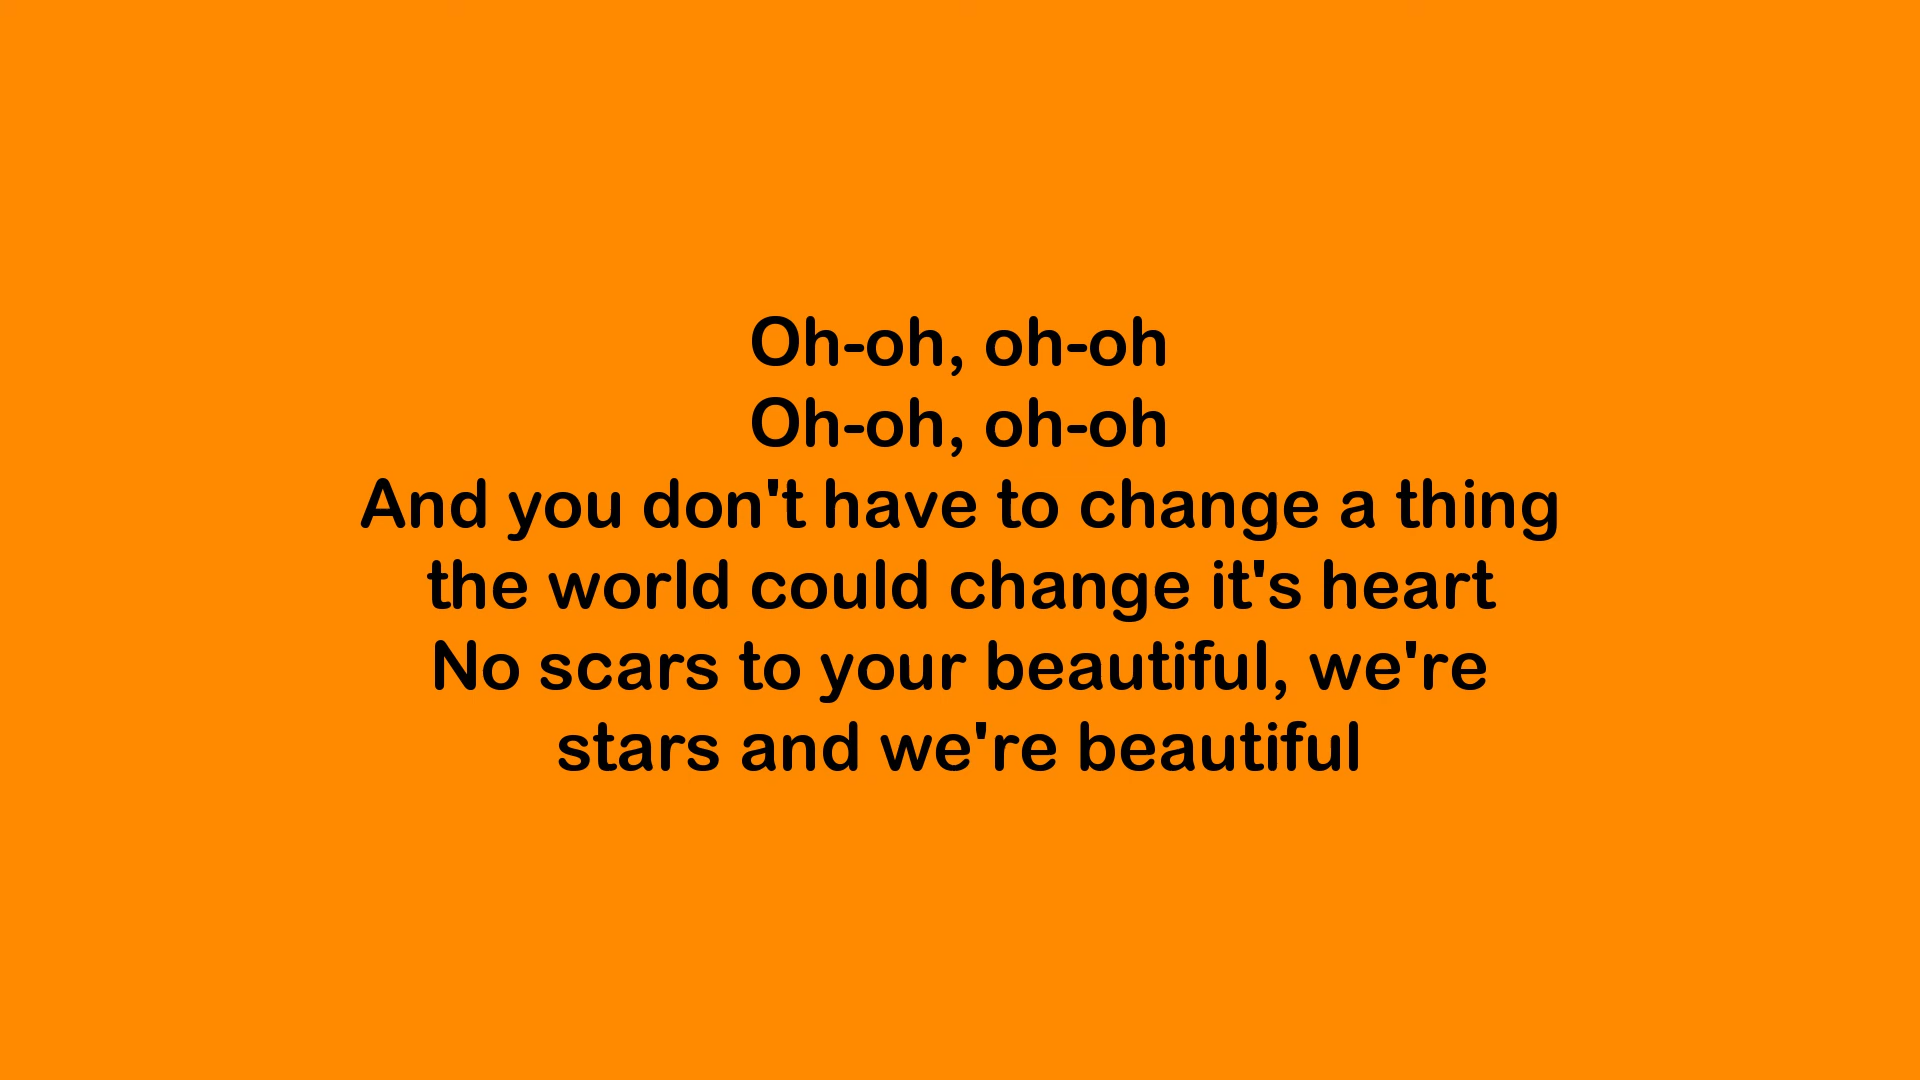 Oh-oh, oh-oh
Oh-oh, oh-oh
And you don't have to change a thing
the world could change it's heart
No scars to your beautiful, we're
stars and we're beautiful